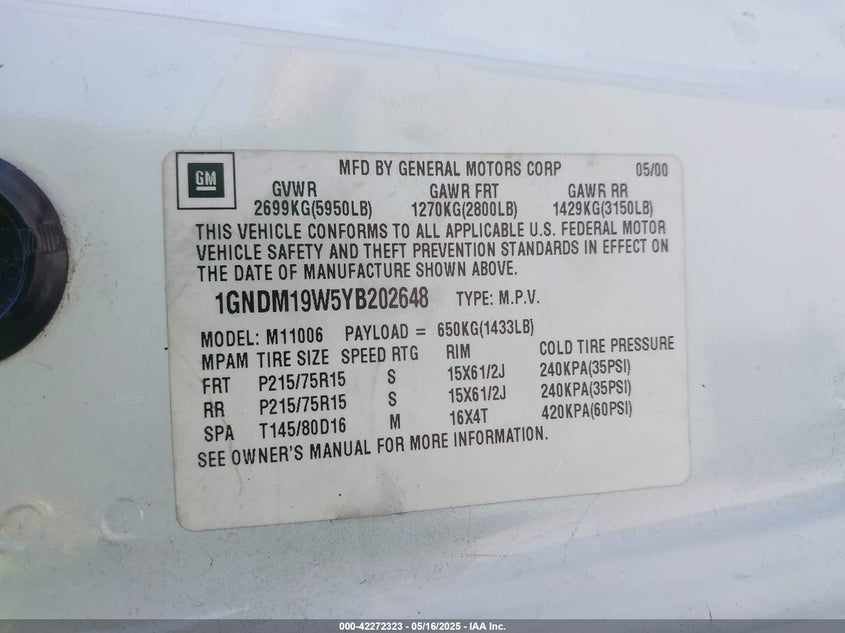 GM
MFD BY GENERAL MOTORS CORP 05/00
GVWR GAWR FRT GAWR RR
2699KG(5950LB) 1270KG(2800LB) 1429KG(3150LB)
THIS VEHICLE CONFORMS TO ALL APPLICABLE U.S. FEDERAL MOTOR
VEHICLE SAFETY AND THEFT PREVENTION STANDARDS IN EFFECT ON
THE DATE OF MANUFACTURE SHOWN ABOVE.
1GNDM19W5YB202648 TYPE: M.P.V.
MODEL: M11006 PAYLOAD = 650KG(1433LB)
MPAM TIRE SIZE SPEED RTG RIM COLD TIRE PRESSURE
FRT P215/75R15 S 15X61/2J 240KPA(35PSI)
RR P215/75R15 S 15X61/2J 240KPA(35PSI)
SPA T145/80D16 M 16X4T 420KPA(60PSI)
SEE OWNER'S MANUAL FOR MORE INFORMATION.
000-42272323 - 05/16/2025 - IAA Inc.